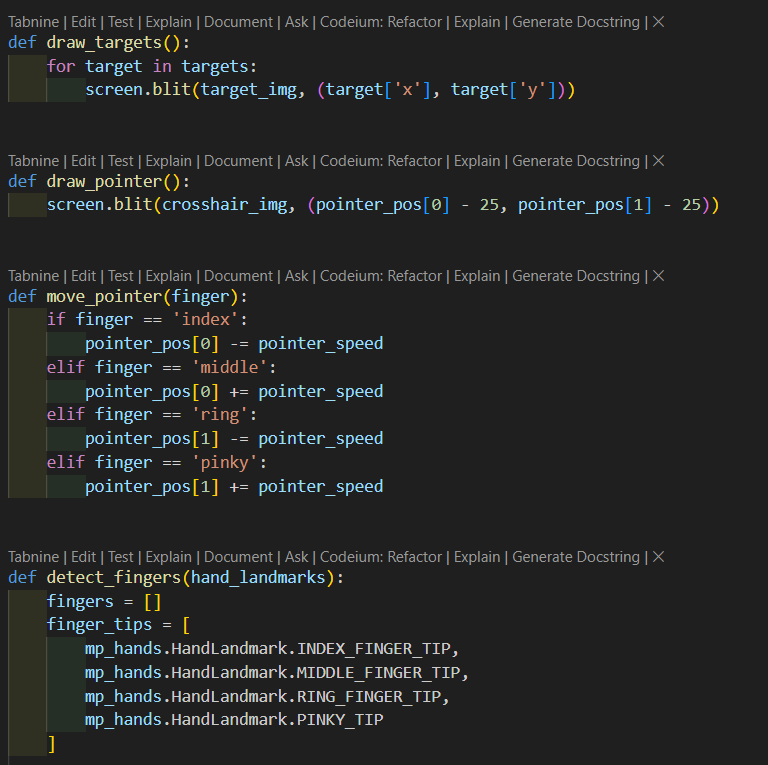 Tabnine | Edit | Test | Explain | Document | Ask | Codeium: Refactor | Explain | Generate Docstring | ×
def draw_targets():
    for target in targets:
        screen.blit(target_img, (target['x'], target['y']))
Tabnine | Edit | Test | Explain | Document | Ask | Codeium: Refactor | Explain | Generate Docstring | ×
def draw_pointer():
    screen.blit(crosshair_img, (pointer_pos[0] - 25, pointer_pos[1] - 25))
Tabnine | Edit | Test | Explain | Document | Ask | Codeium: Refactor | Explain | Generate Docstring | ×
def move_pointer(finger):
    if finger == 'index':
        pointer_pos[0] -= pointer_speed
    elif finger == 'middle':
        pointer_pos[0] += pointer_speed
    elif finger == 'ring':
        pointer_pos[1] -= pointer_speed
    elif finger == 'pinky':
        pointer_pos[1] += pointer_speed
Tabnine | Edit | Test | Explain | Document | Ask | Codeium: Refactor | Explain | Generate Docstring | ×
def detect_fingers(hand_landmarks):
    fingers = []
    finger_tips = [
        mp_hands.HandLandmark.INDEX_FINGER_TIP,
        mp_hands.HandLandmark.MIDDLE_FINGER_TIP,
        mp_hands.HandLandmark.RING_FINGER_TIP,
        mp_hands.HandLandmark.PINKY_TIP
    ]